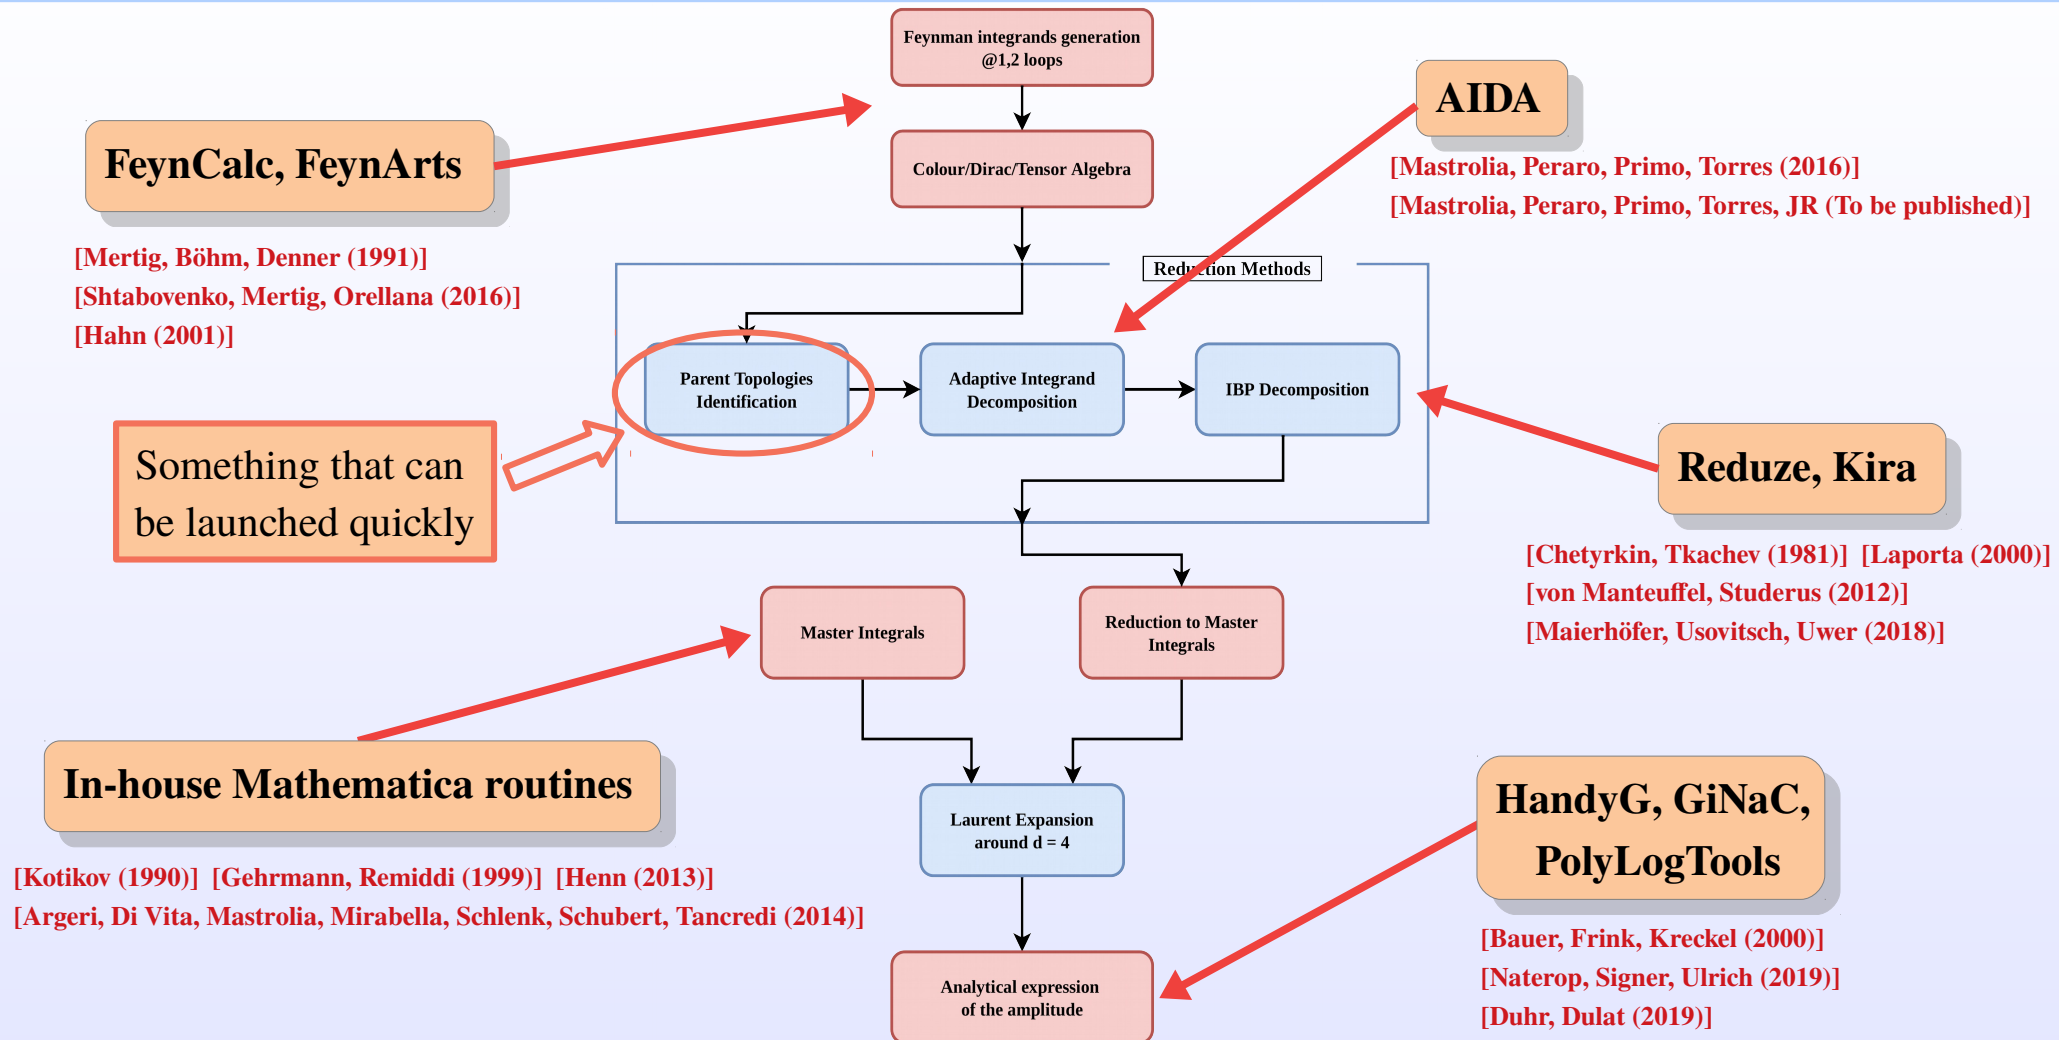 Feynman integrands generation
@1,2 loops
AIDA
FeynCalc, FeynArts
Colour/Dirac/Tensor Algebra
[Mastrolia, Peraro, Primo, Torres (2016)]
[Mastrolia, Peraro, Primo, Torres, JR (To be published)]
[Mertig, Böhm, Denner (1991)]
[Shtabovenko, Mertig, Orellana (2016)]
[Hahn (2001)]
Reduction Methods
Parent Topologies
Identification
Adaptive Integrand
Decomposition
IBP Decomposition
Something that can
be launched quickly
Reduze, Kira
[Chetyrkin, Tkachev (1981)] [Laporta (2000)]
[von Manteuffel, Studerus (2012)]
[Maierhöfer, Usovitsch, Uwer (2018)]
Master Integrals
Reduction to Master
Integrals
In-house Mathematica routines
[Kotikov (1990)] [Gehrmann, Remiddi (1999)] [Henn (2013)]
[Argeri, Di Vita, Mastrolia, Mirabella, Schlenk, Schubert, Tancredi (2014)]
Laurent Expansion
around d = 4
HandyG, GiNaC,
PolyLogTools
[Bauer, Frink, Kreckel (2000)]
[Naterop, Signer, Ulrich (2019)]
[Duhr, Dulat (2019)]
Analytical expression
of the amplitude